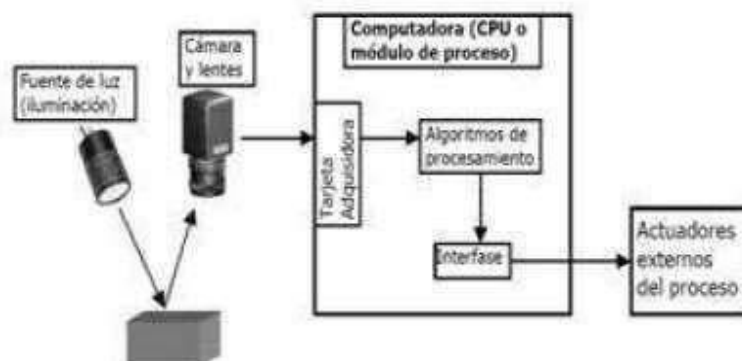 Fuente de luz
(iluminación)
Cámara
y lentes
Computadora (CPU o
módulo de proceso)
Tarjeta
Adquisidora
Algoritmos de
procesamiento
Interfase
Actuadores
externos
del proceso